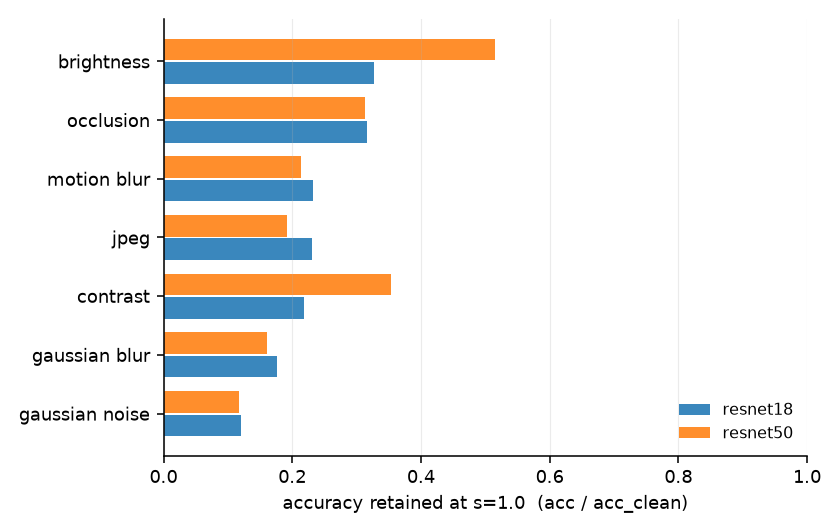 brightness
occlusion
motion blur
jpeg
contrast
gaussian blur
gaussian noise
resnet18
resnet50
0.0 0.2 0.4 0.6 0.8 1.0
accuracy retained at s=1.0 (acc / acc_clean)